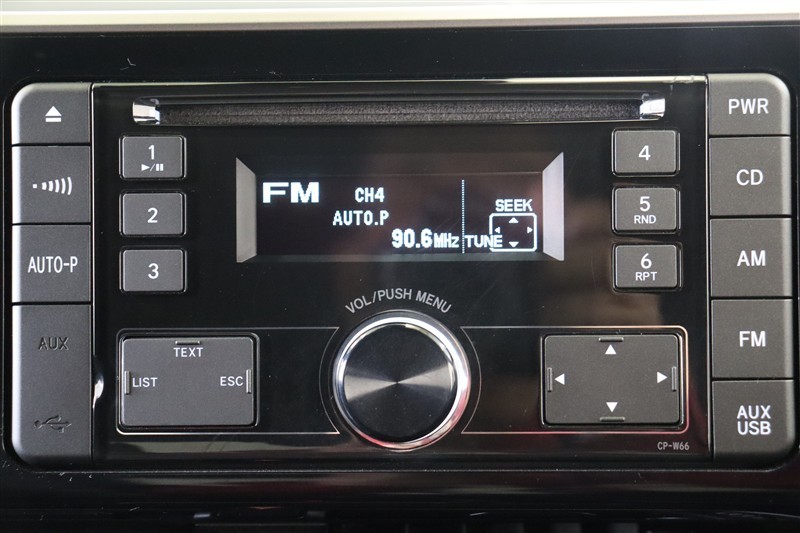 PWR
1
4
FM
CH4
2
AUTO.P
SEEK
5
RND
CD
90.6MHz
TUNE
AUTO-P
3
6
RPT
AM
VOL/PUSH MENU
AUX
TEXT
LIST
ESC
FM
AUX
USB
CP-W66